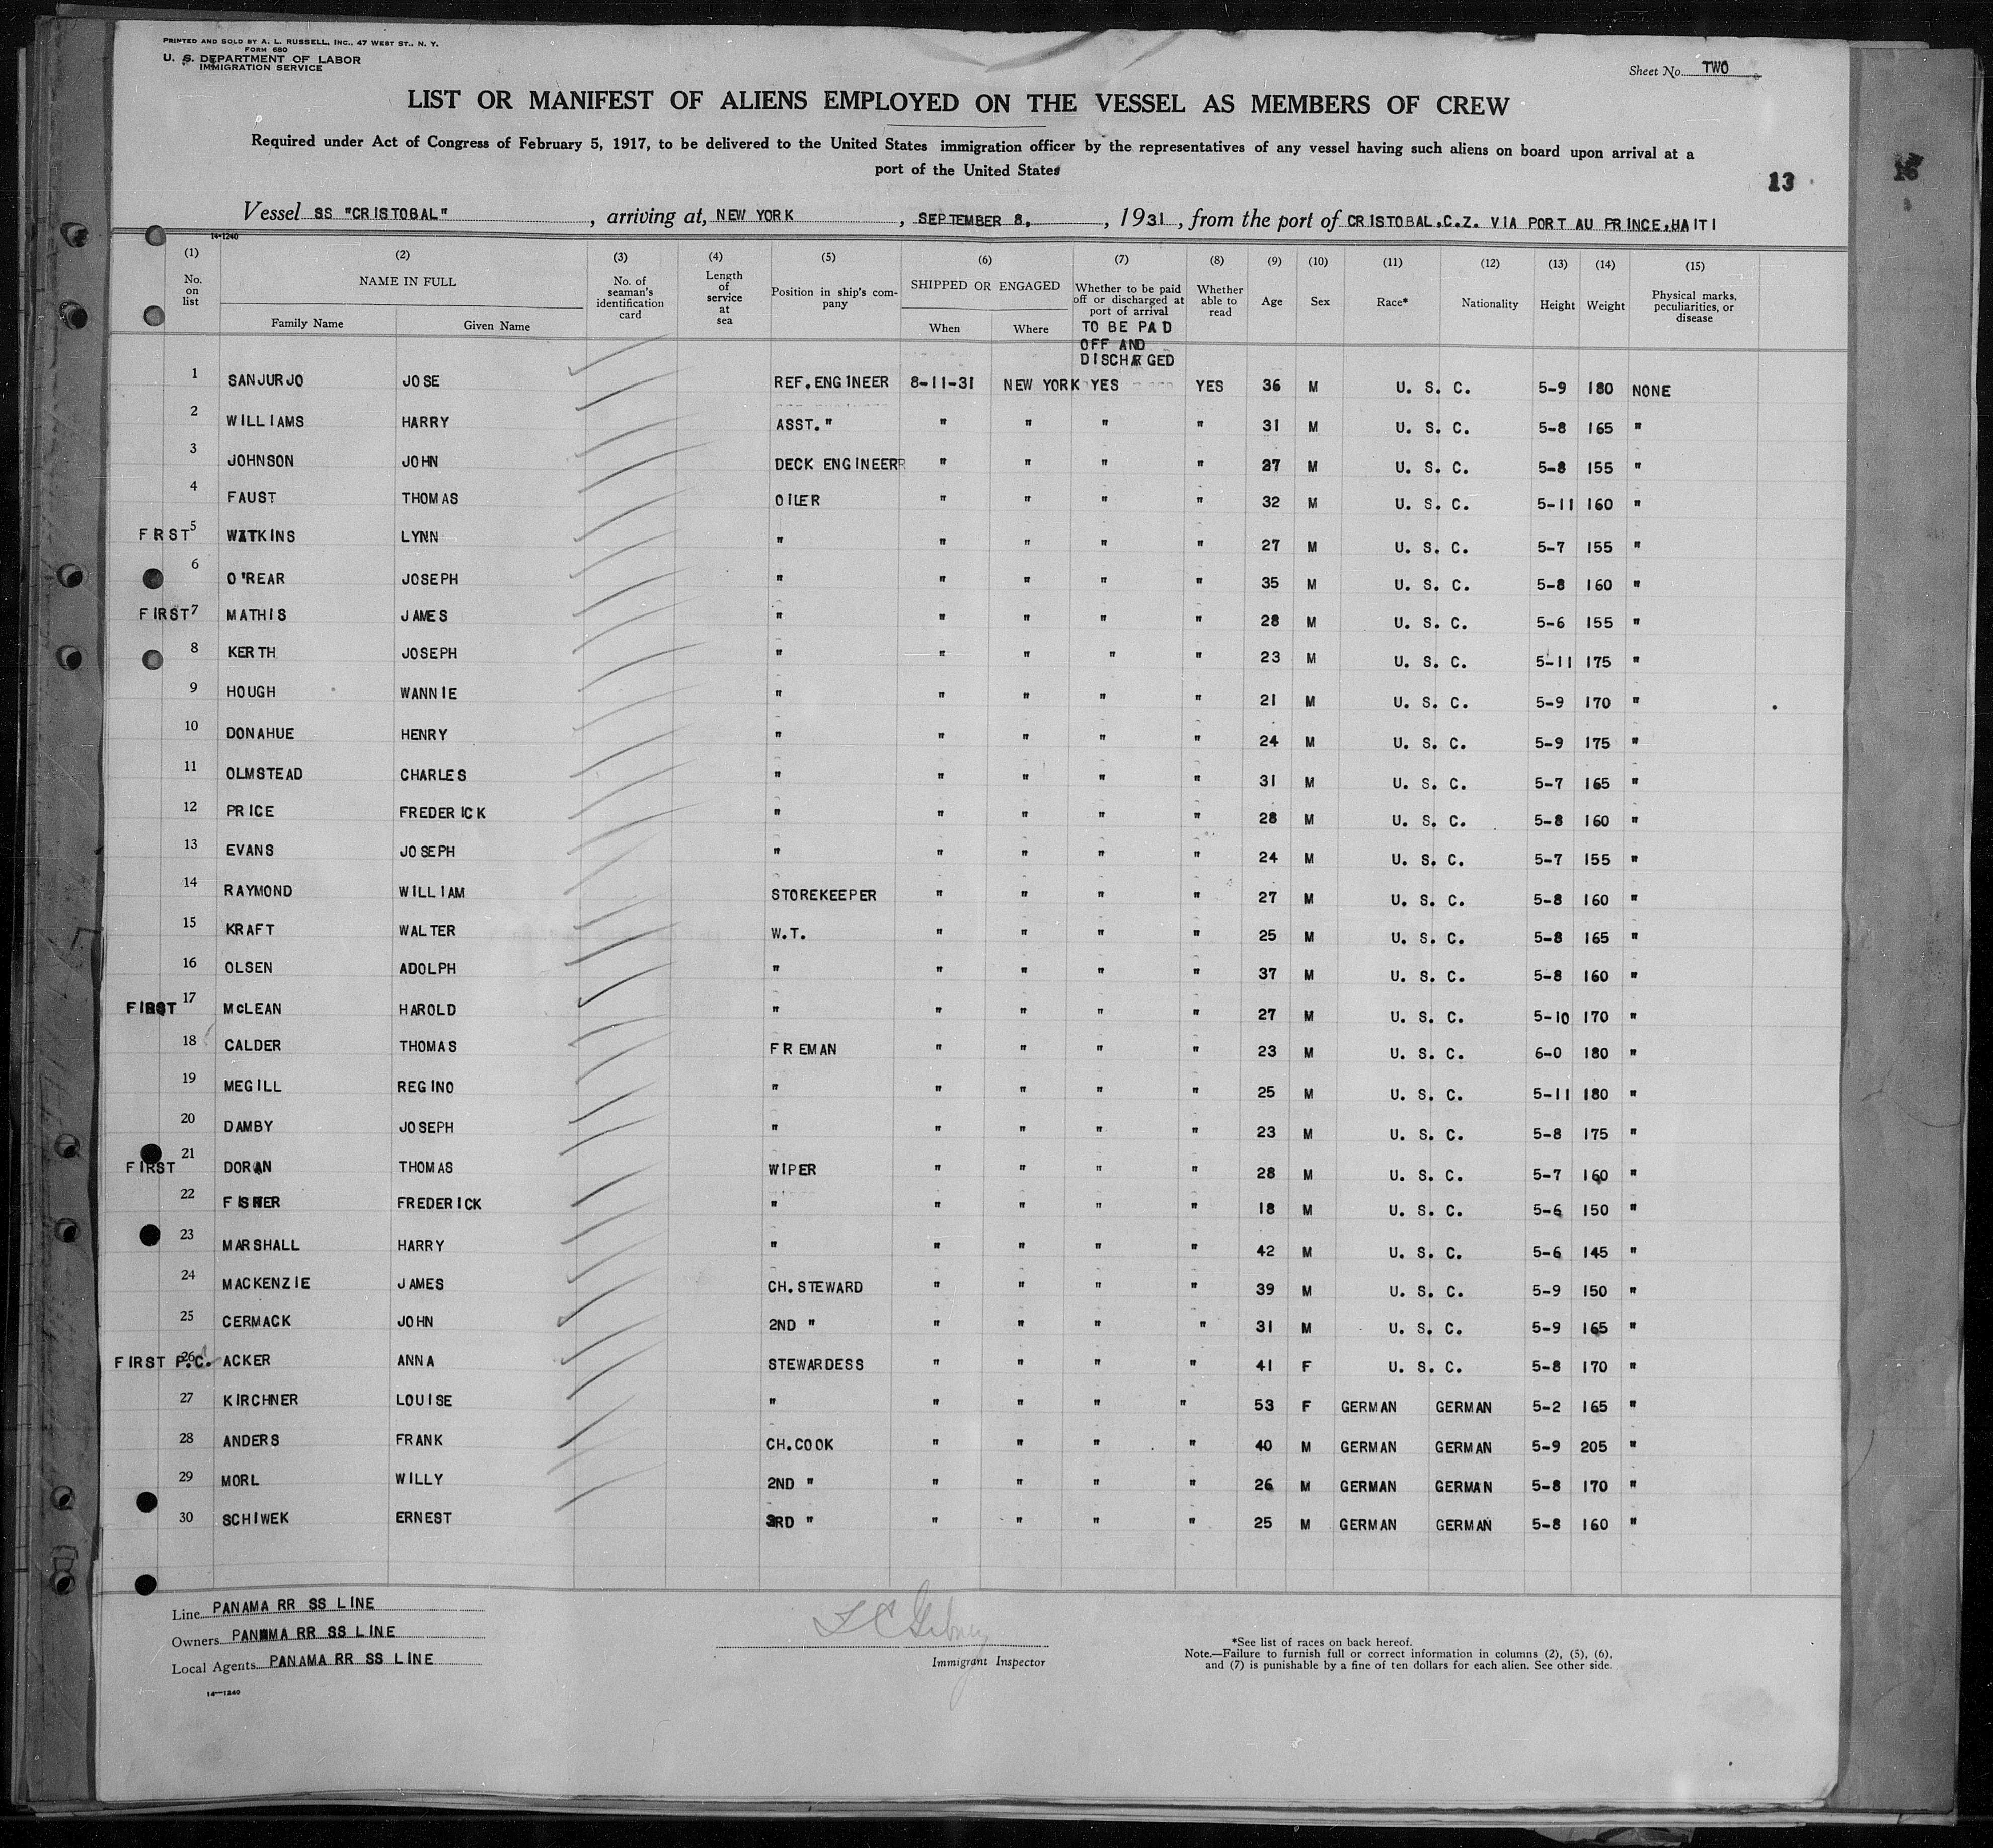 PRINTED AND SOLD BY A. L. RUSSELL, INC., 47 WEST ST., N. Y.
FORM 680
U. S. DEPARTMENT OF LABOR
IMMIGRATION SERVICE
Sheet No. TWO
LIST OR MANIFEST OF ALIENS EMPLOYED ON THE VESSEL AS MEMBERS OF CREW
Required under Act of Congress of February 5, 1917, to be delivered to the United States immigration officer by the representatives of any vessel having such aliens on board upon arrival at a
port of the United States
13
16
Vessel SS "CRISTOBAL", arriving at, NEW YORK, SEPTEMBER 8, 1931, from the port of CRISTOBAL.C.Z. VIA PORT AU PRINCE,HAITI
14-1240
(1) (2) (3) (4) (5) (6) (7) (8) (9) (10) (11) (12) (13) (14) (15)
No. on list
NAME IN FULL
Family Name
Given Name
No. of seaman's identification card
Length of service at sea
Position in ship's company
SHIPPED OR ENGAGED
When
Where
Whether to be paid off or discharged at port of arrival
TO BE PAD
OFF AND
DISCHARGED
Whether able to read
Age
Sex
Race*
Nationality
Height
Weight
Physical marks, peculiarities, or disease
1 SANJURJO JOSE REF.ENGINEER 8-11-31 NEW YORK YES YES 36 M U. S. C. 5-9 180 NONE
2 WILLIAMS HARRY ASST." " " " " 31 M U. S. C. 5-8 165 "
3 JOHNSON JOHN DECK ENGINEERR " " " " 27 M U. S. C. 5-8 155 "
4 FAUST THOMAS OILER " " " " 32 M U. S. C. 5-11 160 "
FRST 5 WATKINS LYNN " " " " " 27 M U. S. C. 5-7 155 "
6 O'REAR JOSEPH " " " " " 35 M U. S. C. 5-8 160 "
FIRST 7 MATHIS JAMES " " " " " 28 M U. S. C. 5-6 155 "
8 KERTH JOSEPH " " " " " 23 M U. S. C. 5-11 175 "
9 HOUGH WANNIE " " " " " 21 M U. S. C. 5-9 170 "
10 DONAHUE HENRY " " " " " 24 M U. S. C. 5-9 175 "
11 OLMSTEAD CHARLES " " " " " 31 M U. S. C. 5-7 165 "
12 PRICE FREDERICK " " " " " 28 M U. S. C. 5-8 160 "
13 EVANS JOSEPH " " " " " 24 M U. S. C. 5-7 155 "
14 RAYMOND WILLIAM STOREKEEPER " " " " 27 M U. S. C. 5-8 160 "
15 KRAFT WALTER W.T. " " " " 25 M U. S. C. 5-8 165 "
16 OLSEN ADOLPH " " " " " 37 M U. S. C. 5-8 160 "
FIRST 17 McLEAN HAROLD " " " " " 27 M U. S. C. 5-10 170 "
18 CALDER THOMAS FREMAN " " " " 23 M U. S. C. 6-0 180 "
19 MEGILL REGINO " " " " " 25 M U. S. C. 5-11 180 "
20 DAMBY JOSEPH " " " " " 23 M U. S. C. 5-8 175 "
FIRST 21 DORAN THOMAS WIPER " " " " 28 M U. S. C. 5-7 160 "
22 FISHER FREDERICK " " " " " 18 M U. S. C. 5-6 150 "
23 MARSHALL HARRY " " " " " 42 M U. S. C. 5-6 145 "
24 MACKENZIE JAMES CH.STEWARD " " " " 39 M U. S. C. 5-9 150 "
25 CERMACK JOHN 2ND " " " " " 31 M U. S. C. 5-9 165 "
FIRST P.C. 26 ACKER ANNA STEWARDESS " " " " 41 F U. S. C. 5-8 170 "
27 KIRCHNER LOUISE " " " " " 53 F GERMAN GERMAN 5-2 165 "
28 ANDERS FRANK CH.COOK " " " " 40 M GERMAN GERMAN 5-9 205 "
29 MORL WILLY 2ND " " " " " 26 M GERMAN GERMAN 5-8 170 "
30 SCHIWEK ERNEST 3RD " " " " " 25 M GERMAN GERMAN 5-8 160 "
Line PANAMA RR SS LINE
Owners PANAMA RR SS LINE
Local Agents PANAMA RR SS LINE
14-1240
Immigrant Inspector
*See list of races on back hereof.
Note.—Failure to furnish full or correct information in columns (2), (5), (6),
and (7) is punishable by a fine of ten dollars for each alien. See other side.